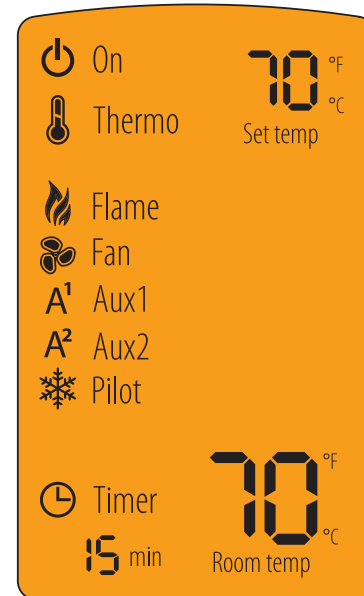 On
70 °F
°C
Thermo
Set temp
Flame
Fan
A¹ Aux1
A² Aux2
Pilot
Timer
70 °F
°C
15 min
Room temp